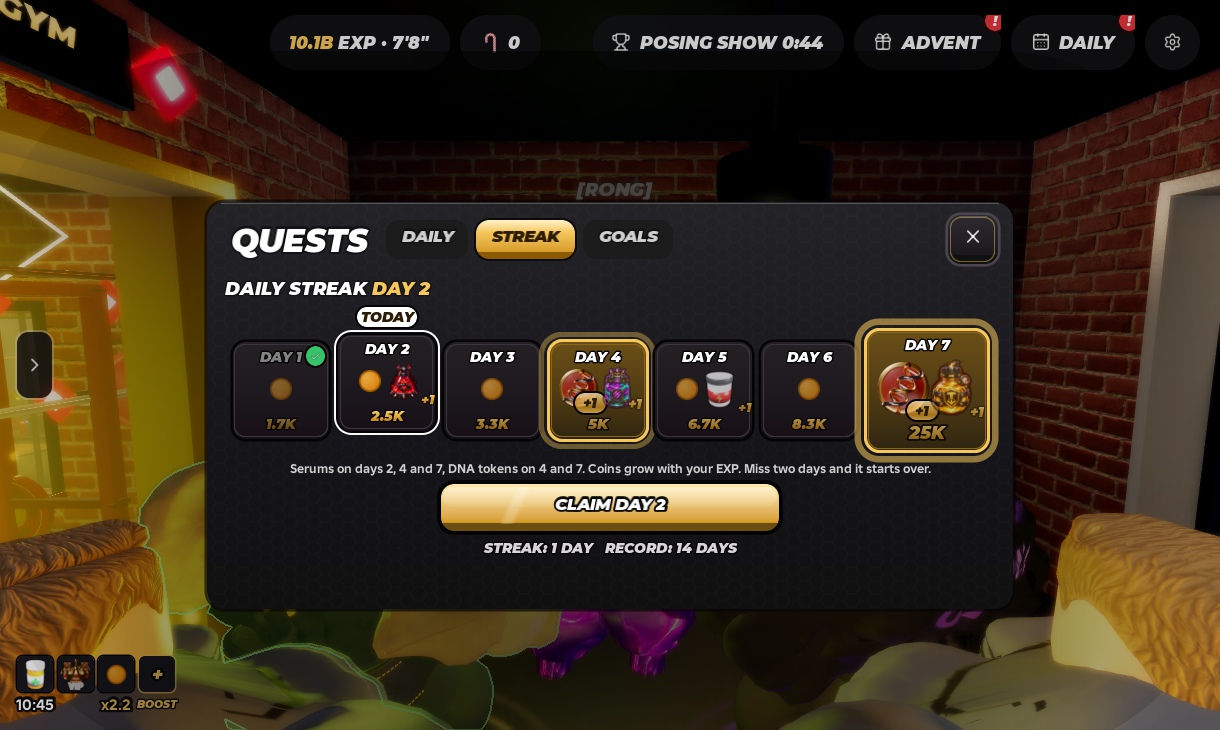 GYM
10.1B EXP · 7'8"
0
POSING SHOW 0:44
! ADVENT
! DAILY
[RONG]
QUESTS
DAILY
STREAK
GOALS
DAILY STREAK DAY 2
TODAY
DAY 1
1.7K
DAY 2
+1
2.5K
DAY 3
3.3K
DAY 4
+1
+1
5K
DAY 5
+1
6.7K
DAY 6
8.3K
DAY 7
+1
+1
25K
Serums on days 2, 4 and 7, DNA tokens on 4 and 7. Coins grow with your EXP. Miss two days and it starts over.
CLAIM DAY 2
STREAK: 1 DAY RECORD: 14 DAYS
10:45
x2.2
+
BOOST